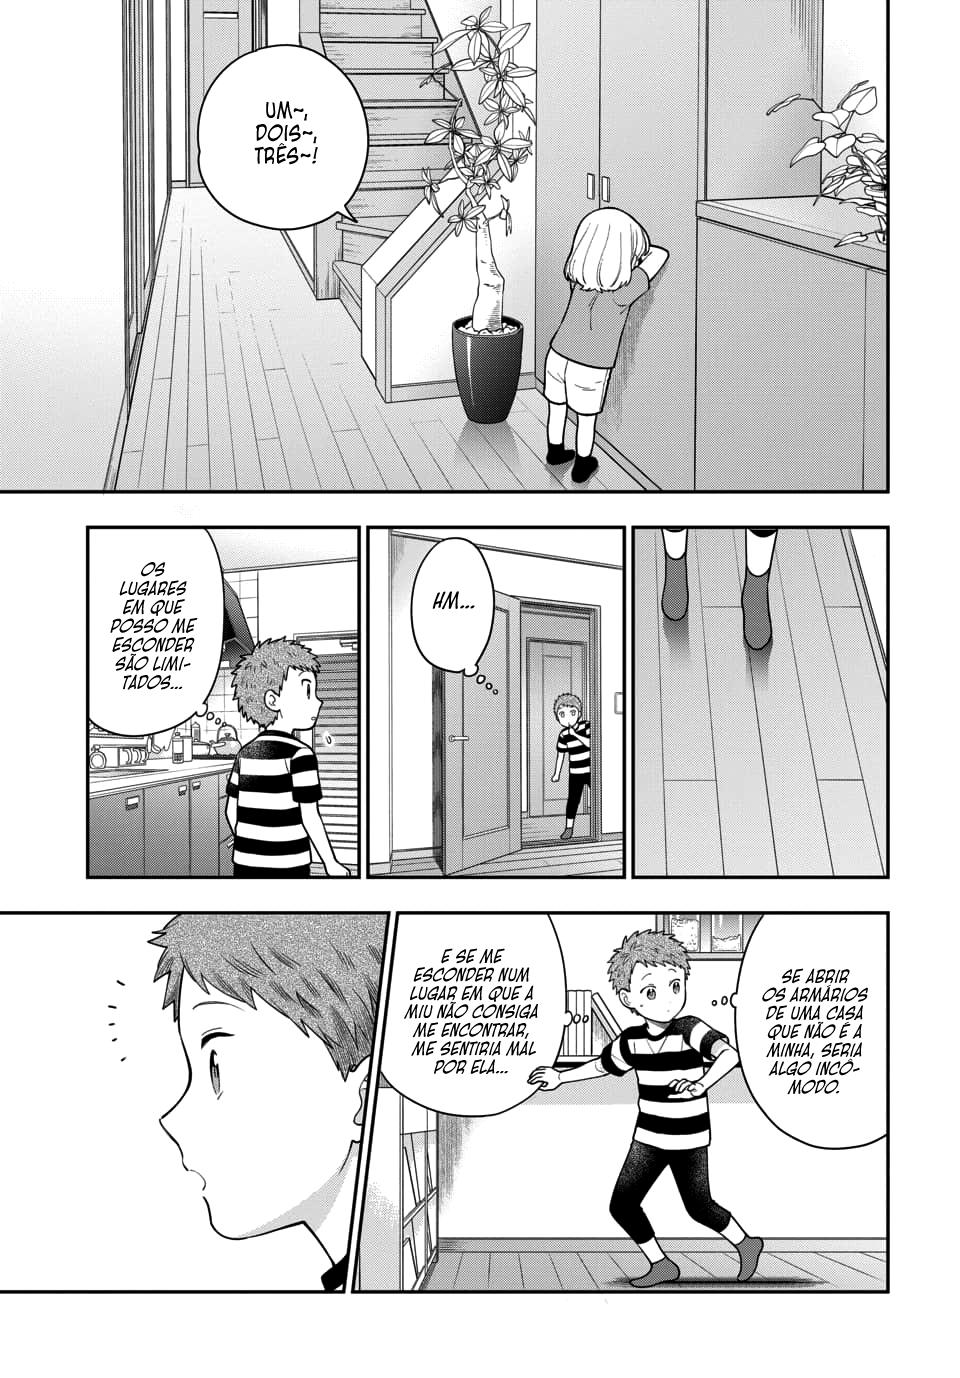 UM~,
DOIS~,
TRÊS~!
HM...
OS
LUGARES
EM QUE
POSSO ME
ESCONDER
SÃO LIMI-
TADOS...
SE ABRIR
OS ARMÁRIOS
DE UMA CASA
QUE NÃO É A
MINHA, SERIA
ALGO INCÔ-
MODO.
E SE ME
ESCONDER NUM
LUGAR EM QUE A
MIU NÃO CONSIGA
ME ENCONTRAR,
ME SENTIRIA MAL
POR ELA...